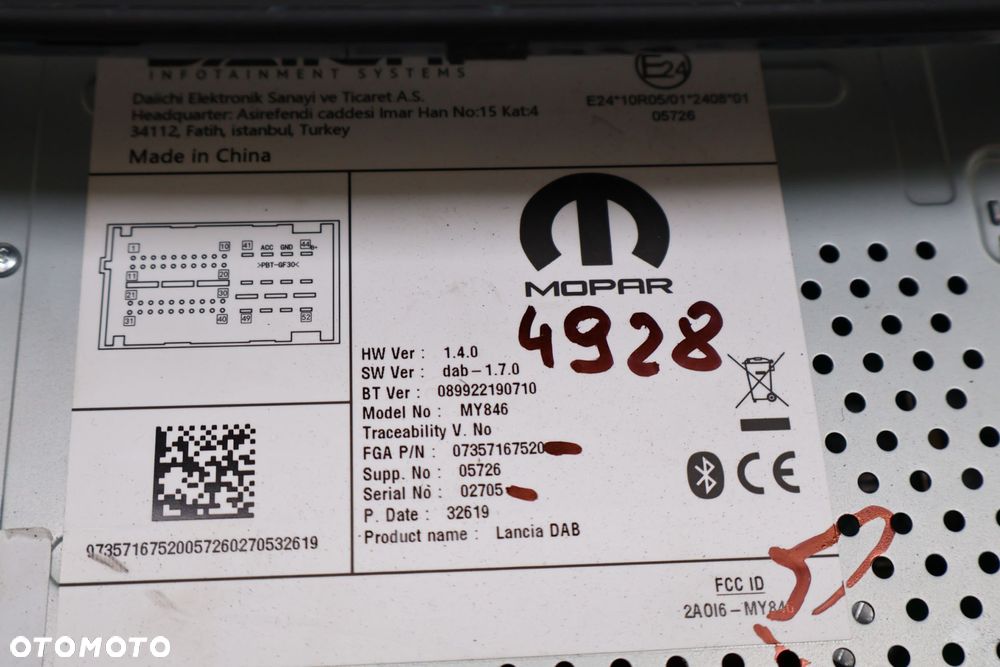 INFOTAINMENT SYSTEMS
Daiichi Elektronik Sanayi ve Ticaret A.S.
Headquarter: Asirefendi caddesi Imar Han No:15 Kat:4
34112, Fatih, istanbul, Turkey
Made in China
E24
E24*10R05/01*2408*01
05726
1 10 41 ACC GND 44 B+
>PBT-GF30<
11 20
21 30
31 40 49 52
MOPAR
4928
HW Ver : 1.4.0
SW Ver : dab-1.7.0
BT Ver : 089922190710
Model No : MY846
Traceability V. No
FGA P/N : 07357167520
Supp. No : 05726
Serial No : 02705
P. Date : 32619
Product name : Lancia DAB
CE
07357167520057260270532619
FCC ID
2AOI6-MY846
OTOMOTO